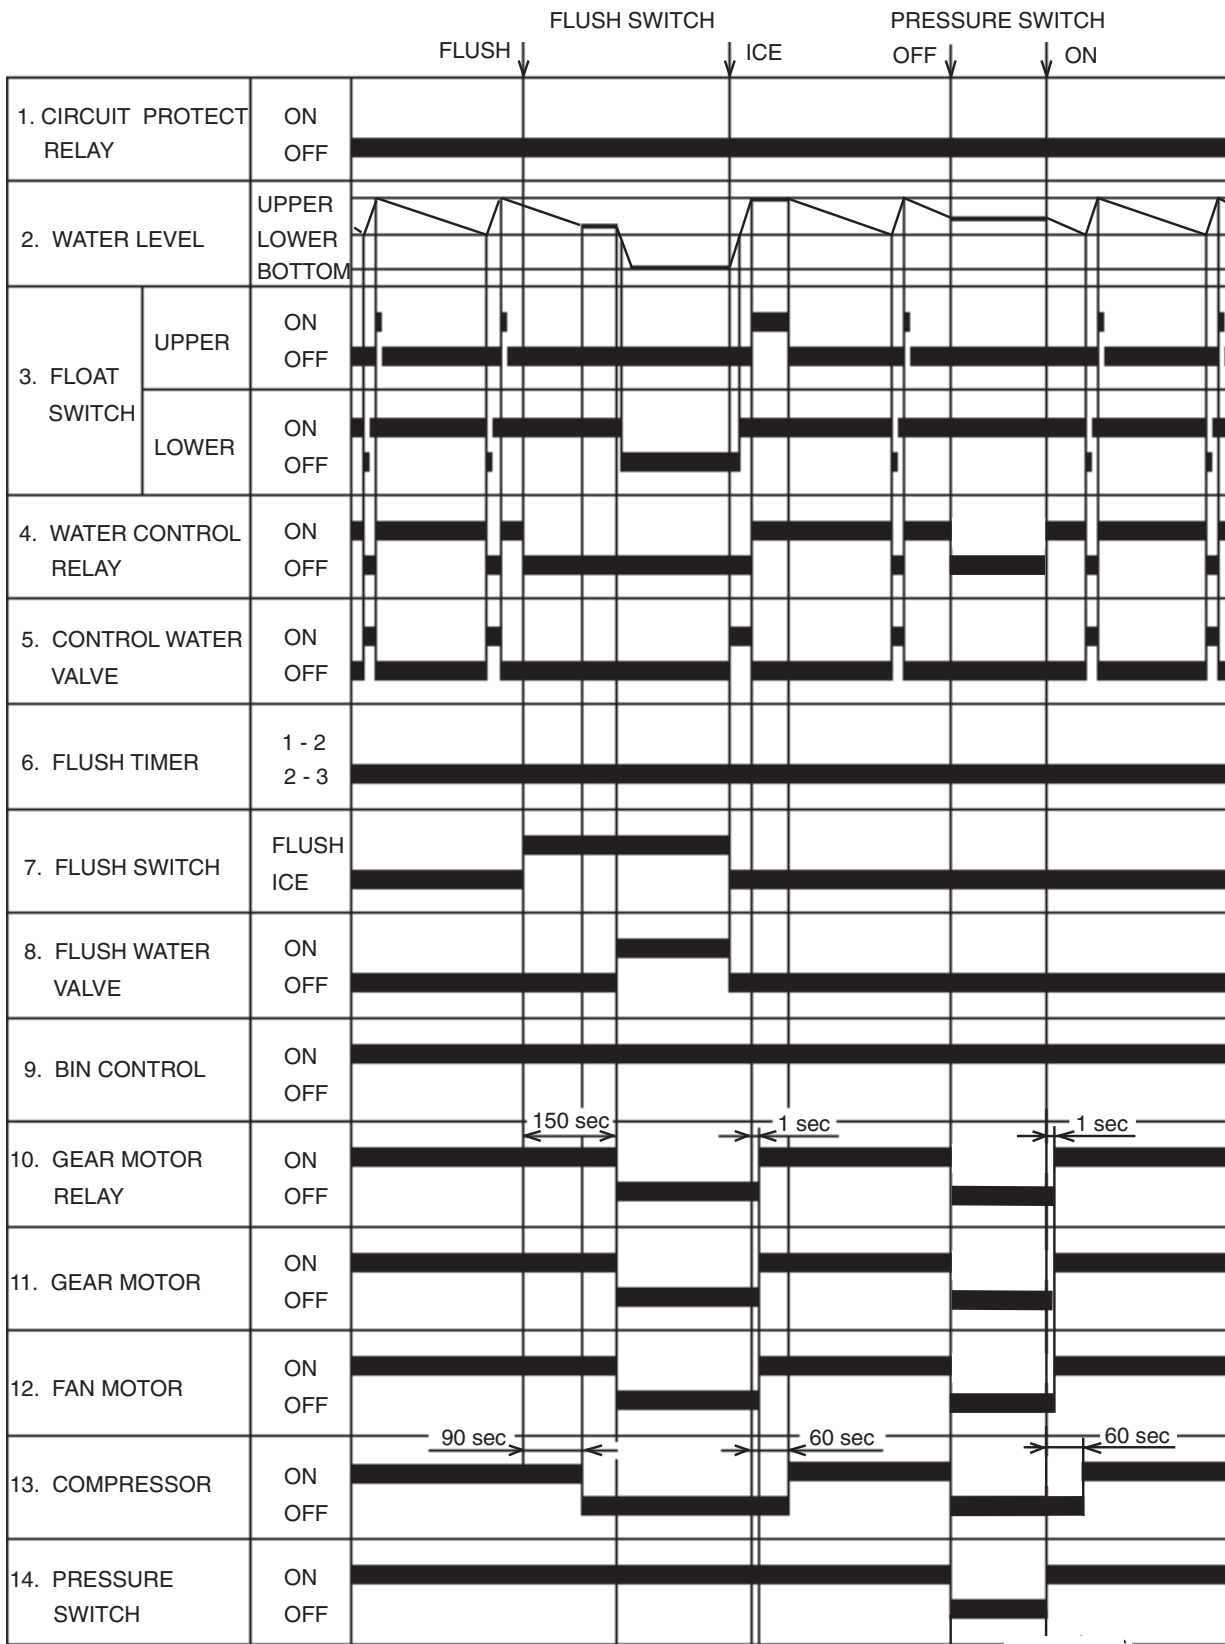 FLUSH SWITCH PRESSURE SWITCH
FLUSH ICE OFF ON
1. CIRCUIT PROTECT ON
RELAY OFF
UPPER
2. WATER LEVEL LOWER
BOTTOM
ON
UPPER
OFF
3. FLOAT
SWITCH
ON
LOWER
OFF
4. WATER CONTROL ON
RELAY OFF
5. CONTROL WATER ON
VALVE OFF
1 - 2
6. FLUSH TIMER
2 - 3
FLUSH
7. FLUSH SWITCH
ICE
8. FLUSH WATER ON
VALVE OFF
ON
9. BIN CONTROL
OFF
150 sec 1 sec 1 sec
10. GEAR MOTOR ON
RELAY OFF
ON
11. GEAR MOTOR
OFF
ON
12. FAN MOTOR
OFF
90 sec 60 sec 60 sec
ON
13. COMPRESSOR
OFF
14. PRESSURE ON
SWITCH OFF